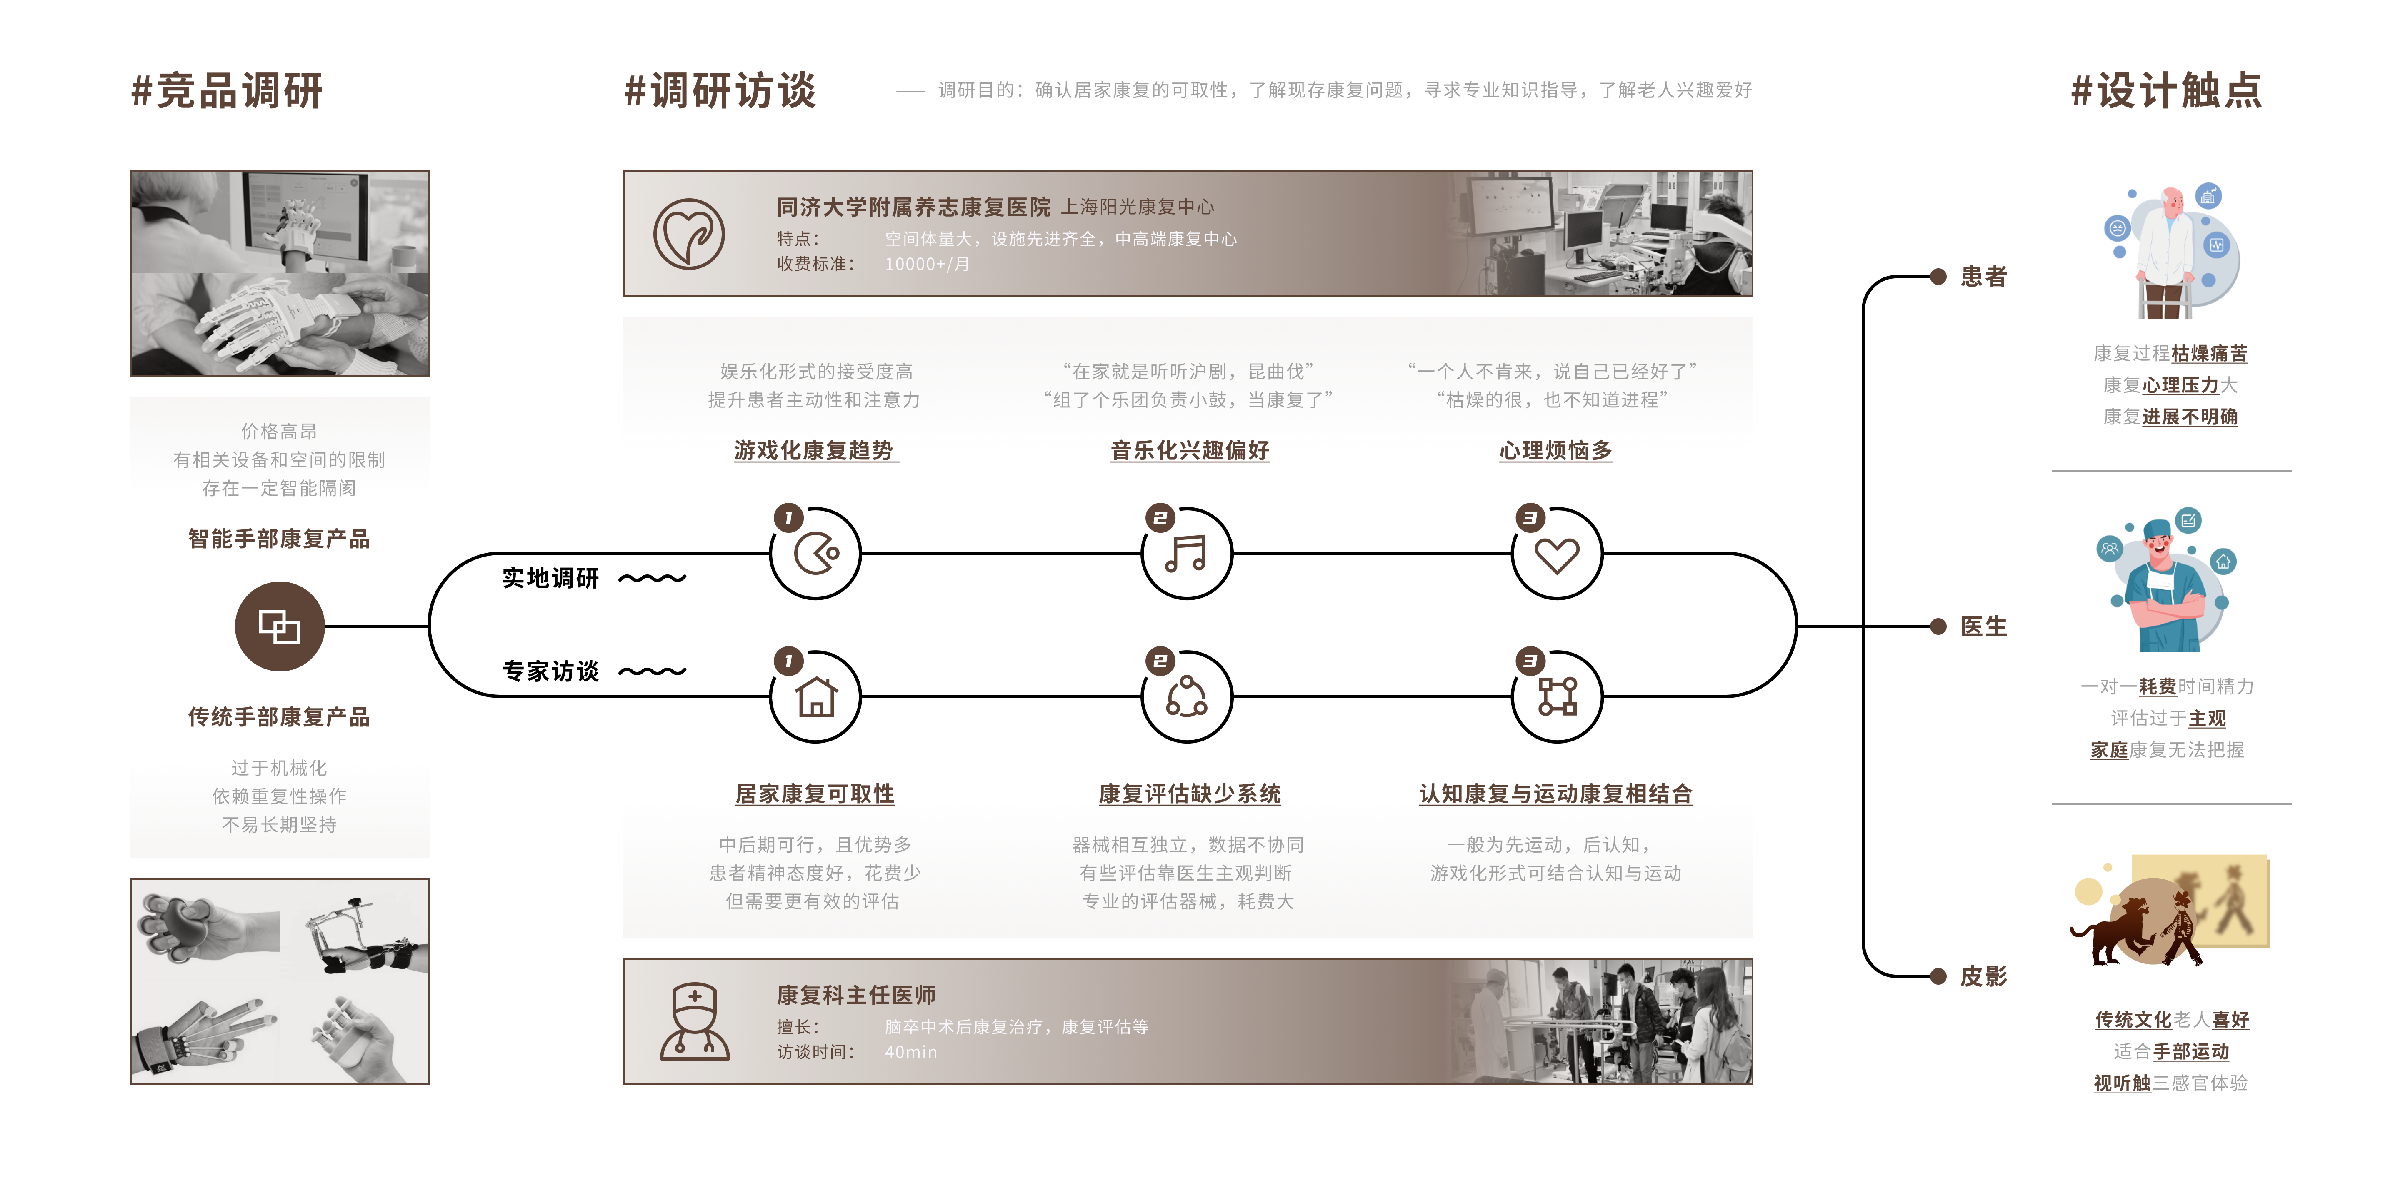 #竞品调研
价格高昂
有相关设备和空间的限制
存在一定智能隔阂
智能手部康复产品
传统手部康复产品
过于机械化
依赖重复性操作
不易长期坚持
#调研访谈
—— 调研目的：确认居家康复的可取性，了解现存康复问题，寻求专业知识指导，了解老人兴趣爱好
同济大学附属养志康复医院 上海阳光康复中心
特点： 空间体量大，设施先进齐全，中高端康复中心
收费标准： 10000+/月
娱乐化形式的接受度高
提升患者主动性和注意力
游戏化康复趋势
“在家就是听听沪剧，昆曲伐”
“组了个乐团负责小鼓，当康复了”
音乐化兴趣偏好
“一个人不肯来，说自己已经好了”
“枯燥的很，也不知道进程”
心理烦恼多
实地调研
1
2
3
专家访谈
1
2
3
居家康复可取性
中后期可行，且优势多
患者精神态度好，花费少
但需要更有效的评估
康复评估缺少系统
器械相互独立，数据不协同
有些评估靠医生主观判断
专业的评估器械，耗费大
认知康复与运动康复相结合
一般为先运动，后认知，
游戏化形式可结合认知与运动
康复科主任医师
擅长： 脑卒中术后康复治疗，康复评估等
访谈时间： 40min
#设计触点
患者
康复过程枯燥痛苦
康复心理压力大
康复进展不明确
医生
一对一耗费时间精力
评估过于主观
家庭康复无法把握
皮影
传统文化老人喜好
适合手部运动
视听触三感官体验